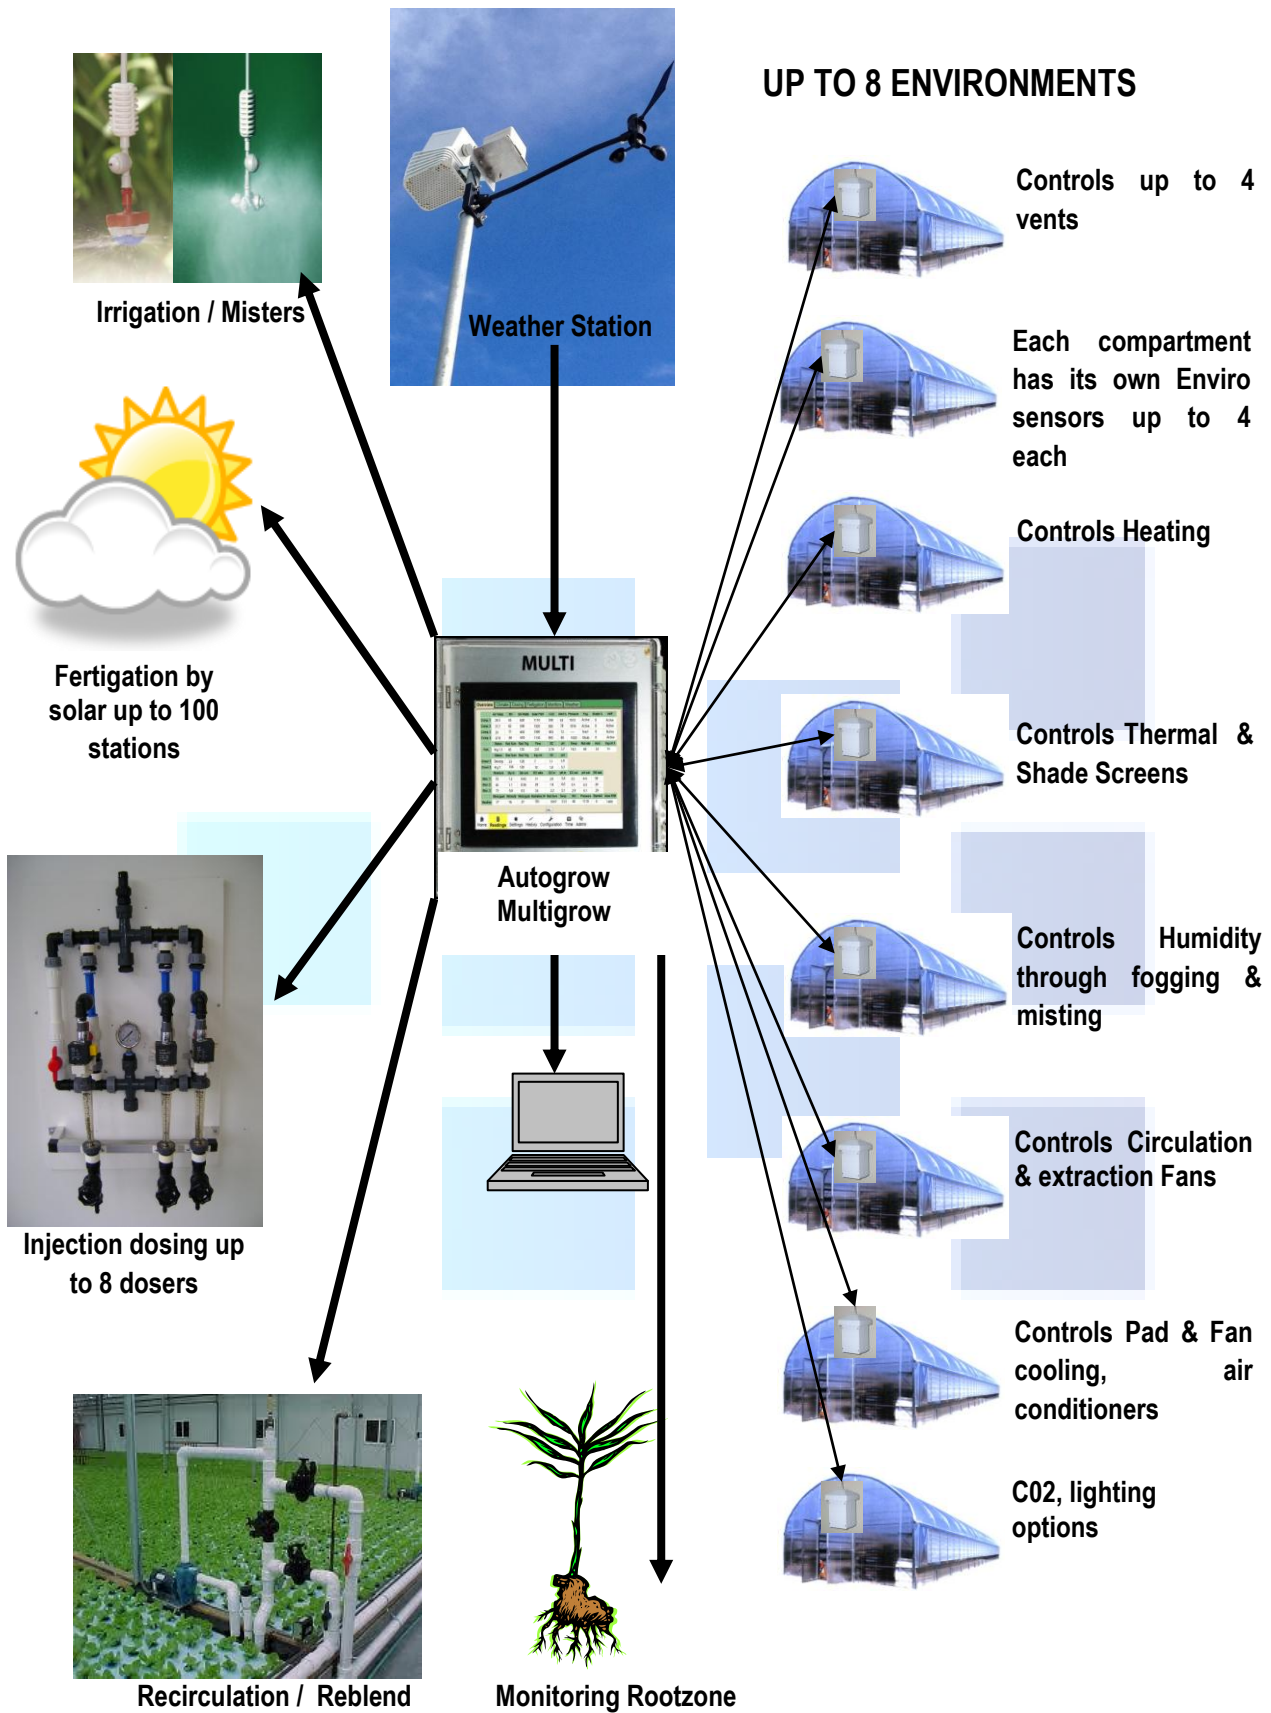 UP TO 8 ENVIRONMENTS
Irrigation / Misters
Weather Station
Controls up to 4
vents
Each compartment
has its own Enviro
sensors up to 4
each
Controls Heating
Fertigation by
solar up to 100
stations
MULTI
Autogrow
Multigrow
Controls Thermal &
Shade Screens
Controls Humidity
through fogging &
misting
Controls Circulation
& extraction Fans
Injection dosing up
to 8 dosers
Controls Pad & Fan
cooling, air
conditioners
C02, lighting
options
Recirculation / Reblend
Monitoring Rootzone